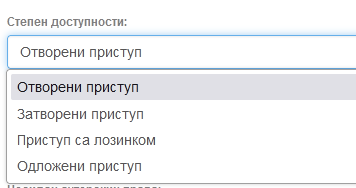 Степен доступности:
Отворени приступ
Отворени приступ
Затворени приступ
Приступ са лозинком
Одложени приступ